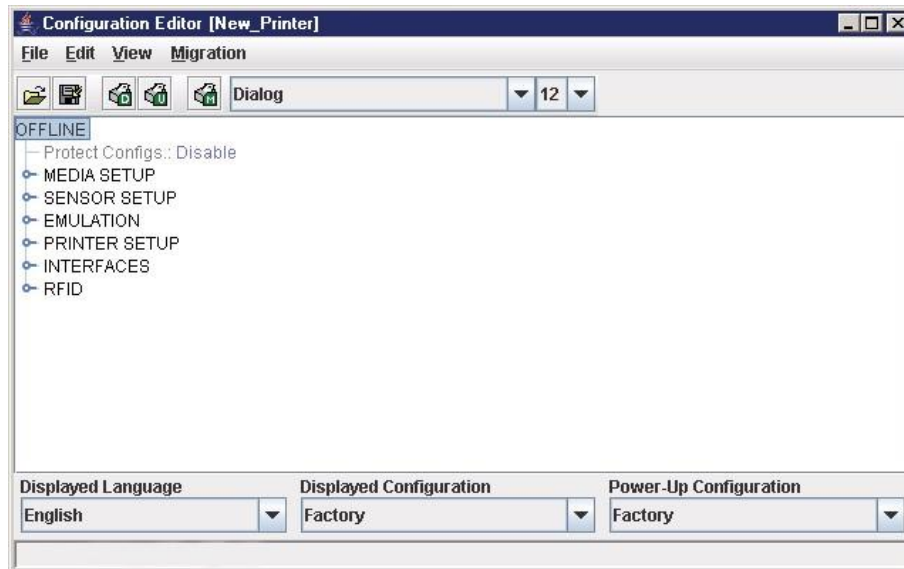 Configuration Editor [New_Printer]
File Edit View Migration
D U M Dialog 12
OFFLINE
Protect Configs.: Disable
MEDIA SETUP
SENSOR SETUP
EMULATION
PRINTER SETUP
INTERFACES
RFID
Displayed Language Displayed Configuration Power-Up Configuration
English Factory Factory